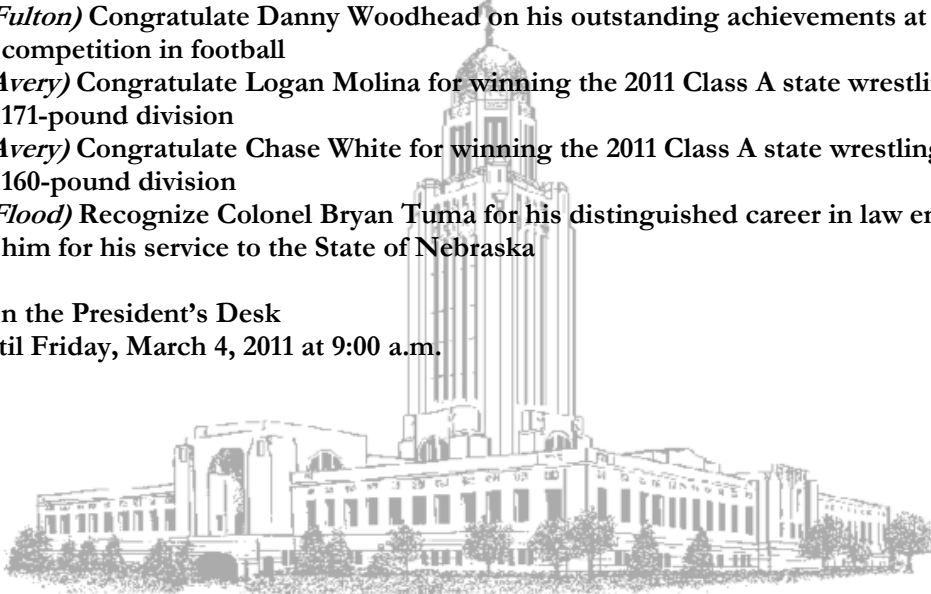 Fulton) Congratulate Danny Woodhead on his outstanding achievements at
competition in football
Avery) Congratulate Logan Molina for winning the 2011 Class A state wrestlin
171-pound division
Avery) Congratulate Chase White for winning the 2011 Class A state wrestling
160-pound division
Flood) Recognize Colonel Bryan Tuma for his distinguished career in law en
him for his service to the State of Nebraska
n the President's Desk
til Friday, March 4, 2011 at 9:00 a.m.